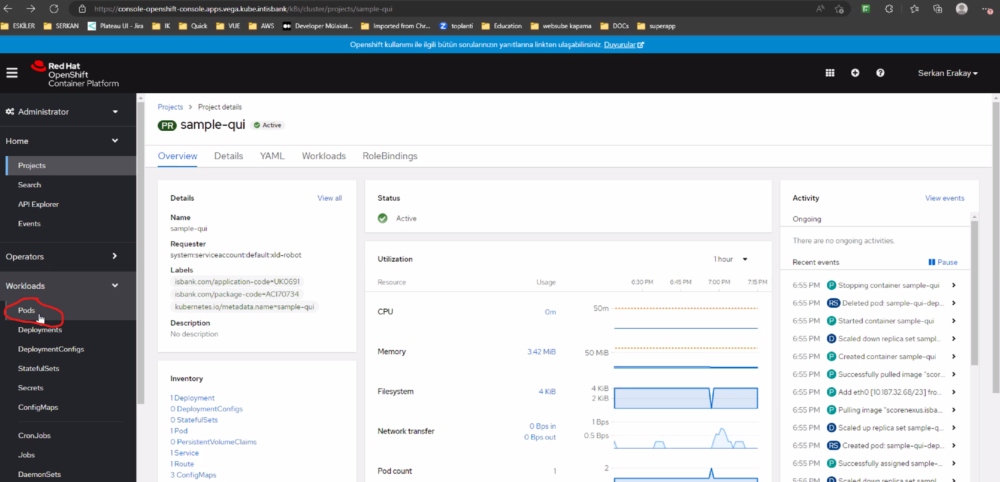 https://console-openshift-console.apps.vega.kube.intisbank/k8s/cluster/projects/sample-qui
ESKİLER SERKAN Plateau UI - Jira IK Quick VUE AWS Developer Mülakat... Imported from Chr... toplanti Education websube kapama DOCs superapp
Openshift kullanımı ile ilgili bütün sorularınızın yanıtlarına linkten ulaşabilirsiniz. Duyurular
Red Hat
OpenShift
Container Platform
Serkan Erakay
Administrator
Home
Projects
Search
API Explorer
Events
Operators
Workloads
Pods
Deployments
DeploymentConfigs
StatefulSets
Secrets
ConfigMaps
CronJobs
Jobs
DaemonSets
Projects > Project details
PR sample-qui Active
Overview Details YAML Workloads RoleBindings
Details View all
Name
sample-qui
Requester
system:serviceaccount:default:xld-robot
Labels
isbank.com/application-code=UK0691
isbank.com/package-code=ACI70734
kubernetes.io/metadata.name=sample-qui
Description
No description
Inventory
1 Deployment
0 DeploymentConfigs
0 StatefulSets
1 Pod
0 PersistentVolumeClaims
1 Service
1 Route
3 ConfigMaps
Status
Active
Utilization 1 hour
Resource Usage 6:30 PM 6:45 PM 7:00 PM 7:15 PM
CPU 0m 50m
Memory 3.42 MiB 50 MiB
Filesystem 4 KiB 4 KiB
2 KiB
Network transfer 0 Bps in 1 Bps
0 Bps out 0.5 Bps
Pod count 1 2
Activity View events
Ongoing
There are no ongoing activities.
Recent events Pause
6:55 PM P Stopping container sample-qui
6:55 PM RS Deleted pod: sample-qui-dep...
6:55 PM P Started container sample-qui
6:55 PM D Scaled down replica set sampl...
6:55 PM P Created container sample-qui
6:55 PM P Successfully pulled image "scor...
6:55 PM P Add eth0 [10.187.32.68/23] fro...
6:55 PM P Pulling image "scorenexus.isba...
6:55 PM D Scaled up replica set sample-q...
6:55 PM RS Created pod: sample-qui-dep...
6:55 PM P Successfully assigned sample-...
5:56 PM D Scaled down replica set sampl...